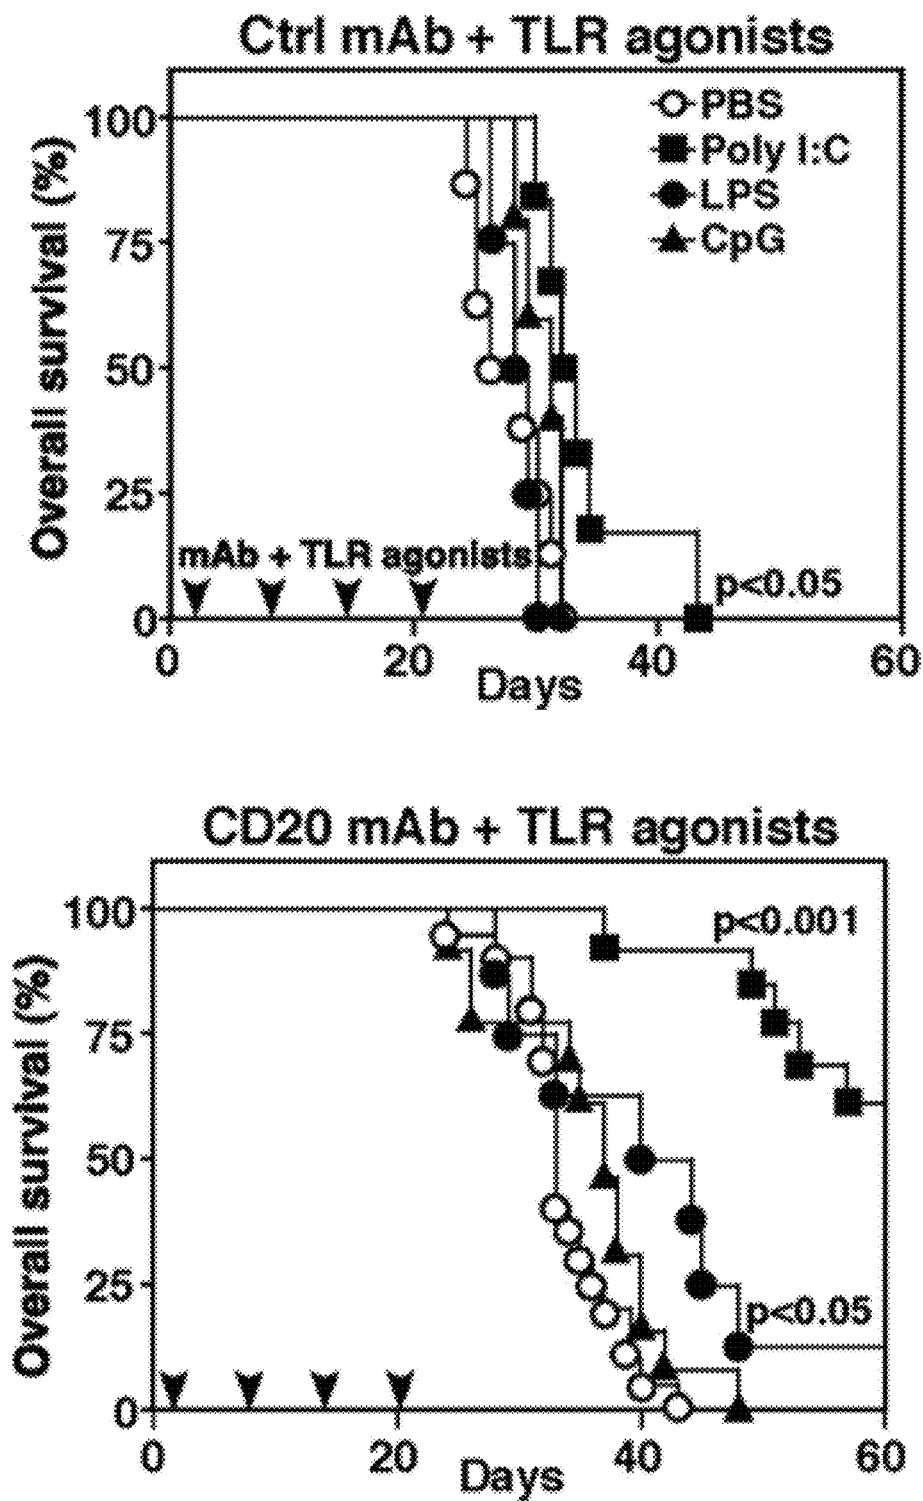 Ctrl mAb + TLR agonists
PBS
Poly I:C
LPS
CpG
Overall survival (%)
100
75
50
25
0
mAb + TLR agonists
p<0.05
0 20 40 60
Days
CD20 mAb + TLR agonists
Overall survival (%)
100
75
50
25
0
p<0.001
p<0.05
0 20 40 60
Days